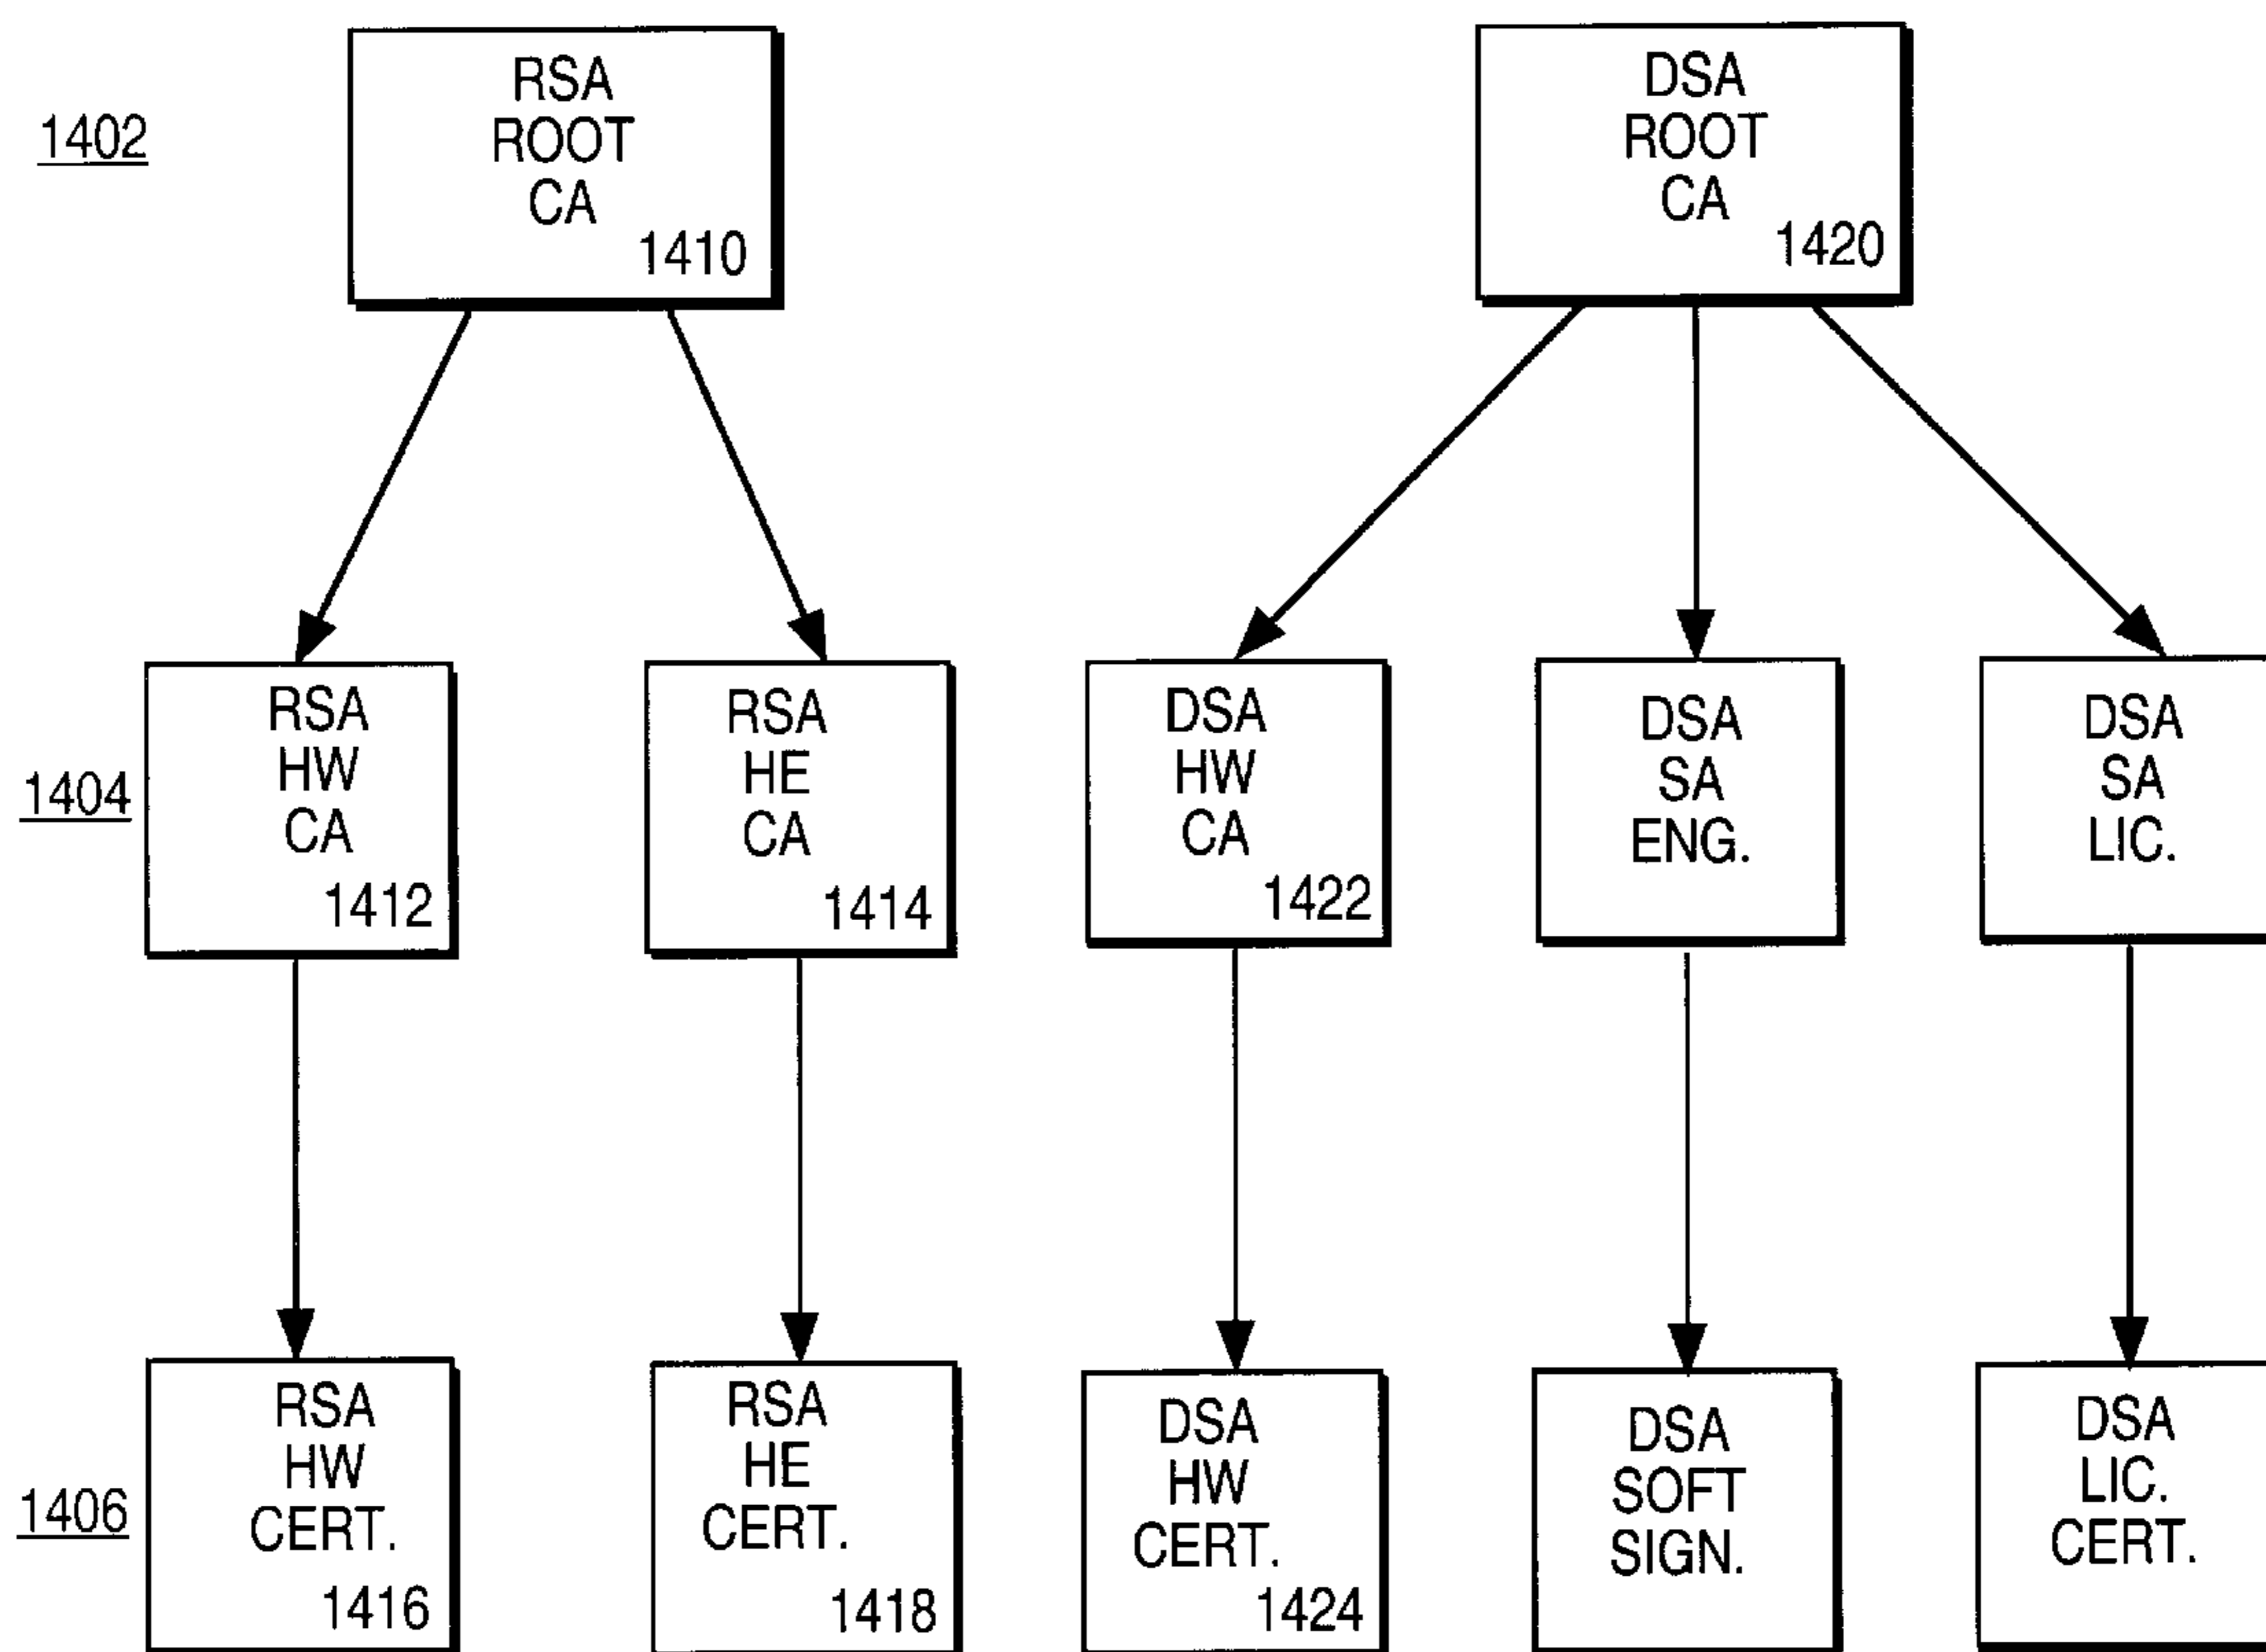 1402
RSA
ROOT
CA
1410
DSA
ROOT
CA
1420
1404
RSA
HW
CA
1412
RSA
HE
CA
1414
DSA
HW
CA
1422
DSA
SA
ENG.
DSA
SA
LIC.
1406
RSA
HW
CERT.
1416
RSA
HE
CERT.
1418
DSA
HW
CERT.
1424
DSA
SOFT
SIGN.
DSA
LIC.
CERT.